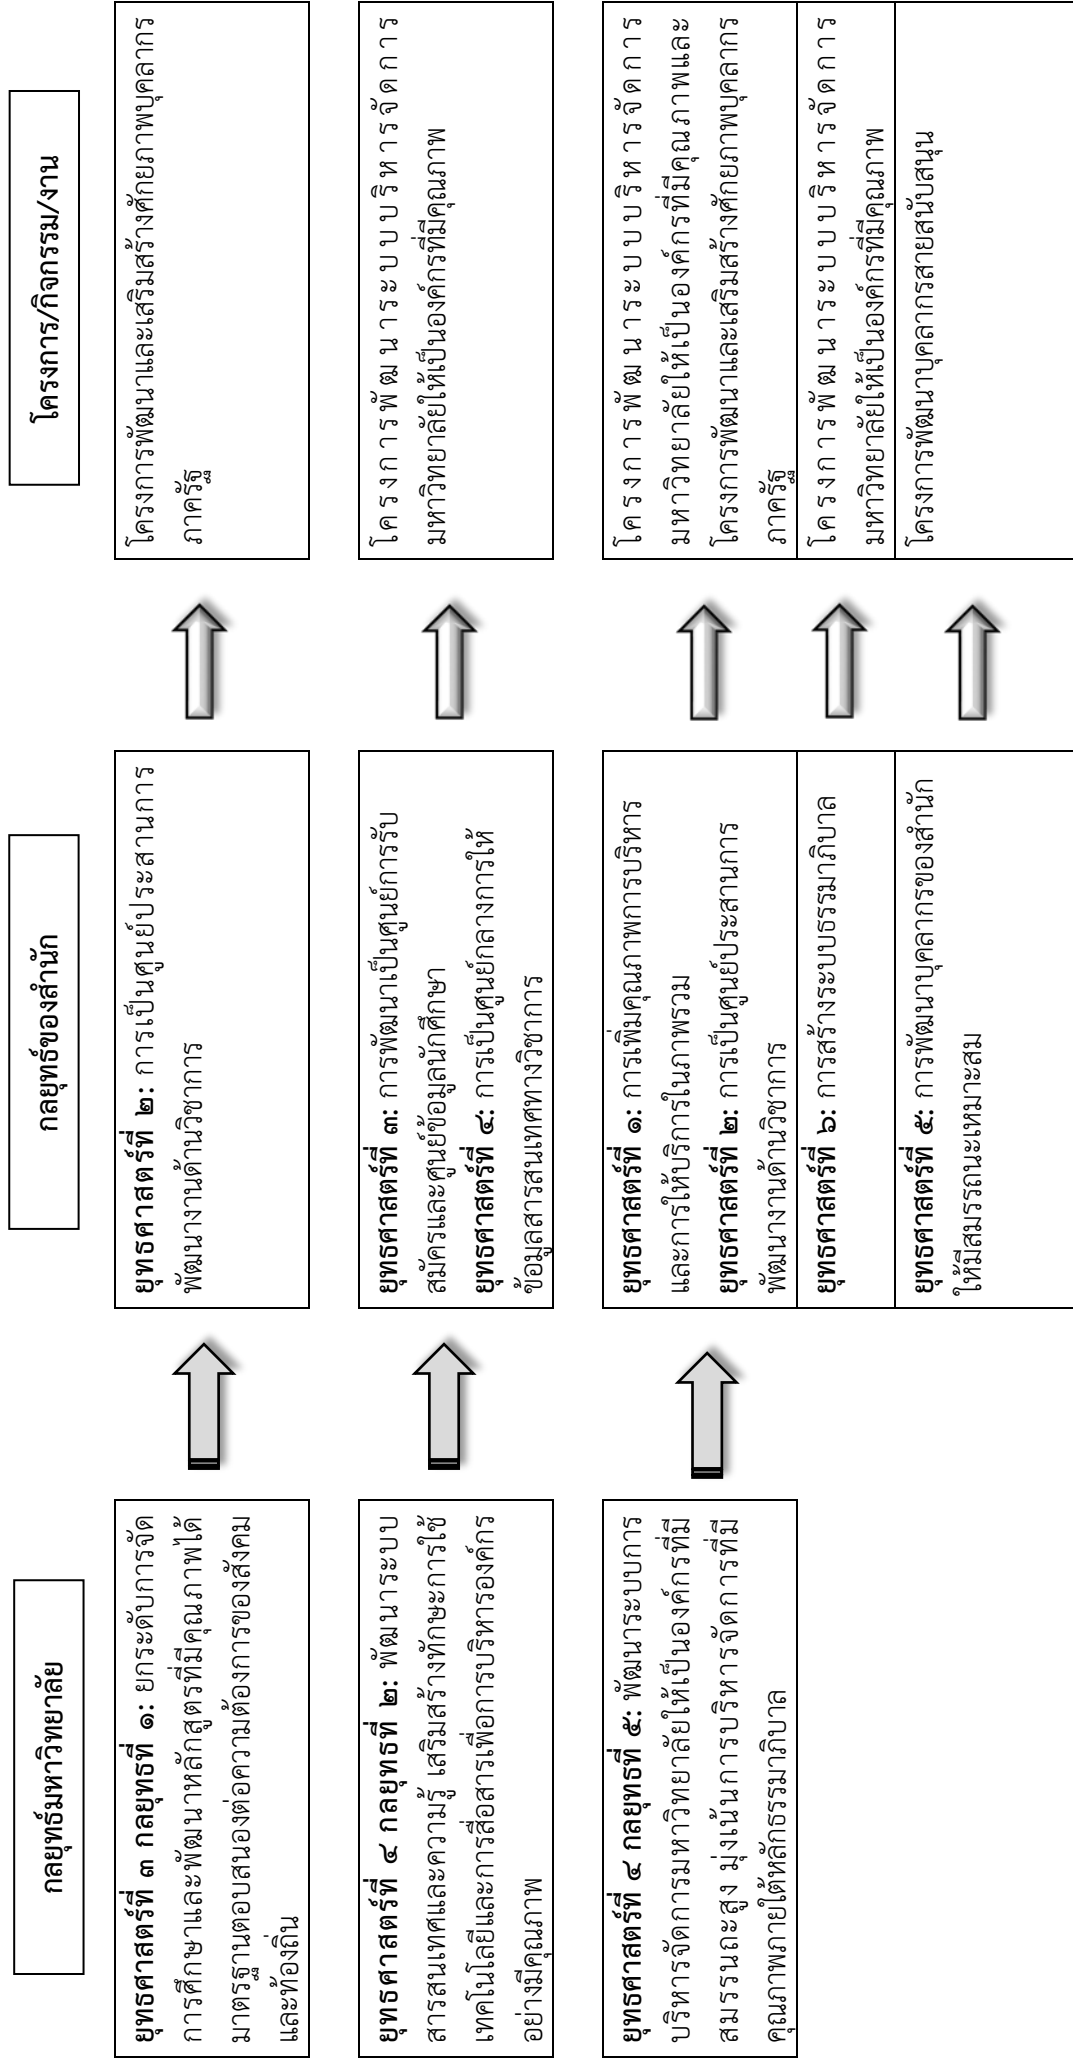 กลยุทธ์มหาวิทยาลัย
กลยุทธ์ของสำนัก
โครงการ/กิจกรรม/งาน
ยุทธศาสตร์ที่ ๓ กลยุทธที่ ๑: ยกระดับการจัด
การศึกษาและพัฒนาหลักสูตรที่มีคุณภาพได้
มาตรฐานตอบสนองต่อความต้องการของสังคม
และท้องถิ่น
ยุทธศาสตร์ที่ ๒: การเป็นศูนย์ประสานการ
พัฒนางานด้านวิชาการ
โครงการพัฒนาและเสริมสร้างศักยภาพบุคลากร
ภาครัฐ
ยุทธศาสตร์ที่ ๔ กลยุทธที่ ๒: พัฒนาระบบ
สารสนเทศและความรู้ เสริมสร้างทักษะการใช้
เทคโนโลยีและการสื่อสารเพื่อการบริหารองค์กร
อย่างมีคุณภาพ
ยุทธศาสตร์ที่ ๓: การพัฒนาเป็นศูนย์การรับ
สมัครและศูนย์ข้อมูลนักศึกษา
ยุทธศาสตร์ที่ ๔: การเป็นศูนย์กลางการให้
ข้อมูลสารสนเทศทางวิชาการ
โครงการพัฒนาระบบบริหารจัดการ
มหาวิทยาลัยให้เป็นองค์กรที่มีคุณภาพ
ยุทธศาสตร์ที่ ๔ กลยุทธที่ ๕: พัฒนาระบบการ
บริหารจัดการมหาวิทยาลัยให้เป็นองค์กรที่มี
สมรรนถะสูง มุ่งเน้นการบริหารจัดการที่มี
คุณภาพภายใต้หลักธรรมาภิบาล
ยุทธศาสตร์ที่ ๑: การเพิ่มคุณภาพการบริหาร
และการให้บริการในภาพรวม
ยุทธศาสตร์ที่ ๒: การเป็นศูนย์ประสานการ
พัฒนางานด้านวิชาการ
โครงการพัฒนาระบบบริหารจัดการ
มหาวิทยาลัยให้เป็นองค์กรที่มีคุณภาพและ
โครงการพัฒนาและเสริมสร้างศักยภาพบุคลากร
ภาครัฐ
ยุทธศาสตร์ที่ ๖: การสร้างระบบธรรมาภิบาล
โครงการพัฒนาระบบบริหารจัดการ
มหาวิทยาลัยให้เป็นองค์กรที่มีคุณภาพ
ยุทธศาสตร์ที่ ๕: การพัฒนาบุคลากรของสำนัก
ให้มีสมรรถนะเหมาะสม
โครงการพัฒนาบุคลากรสายสนับสนุน